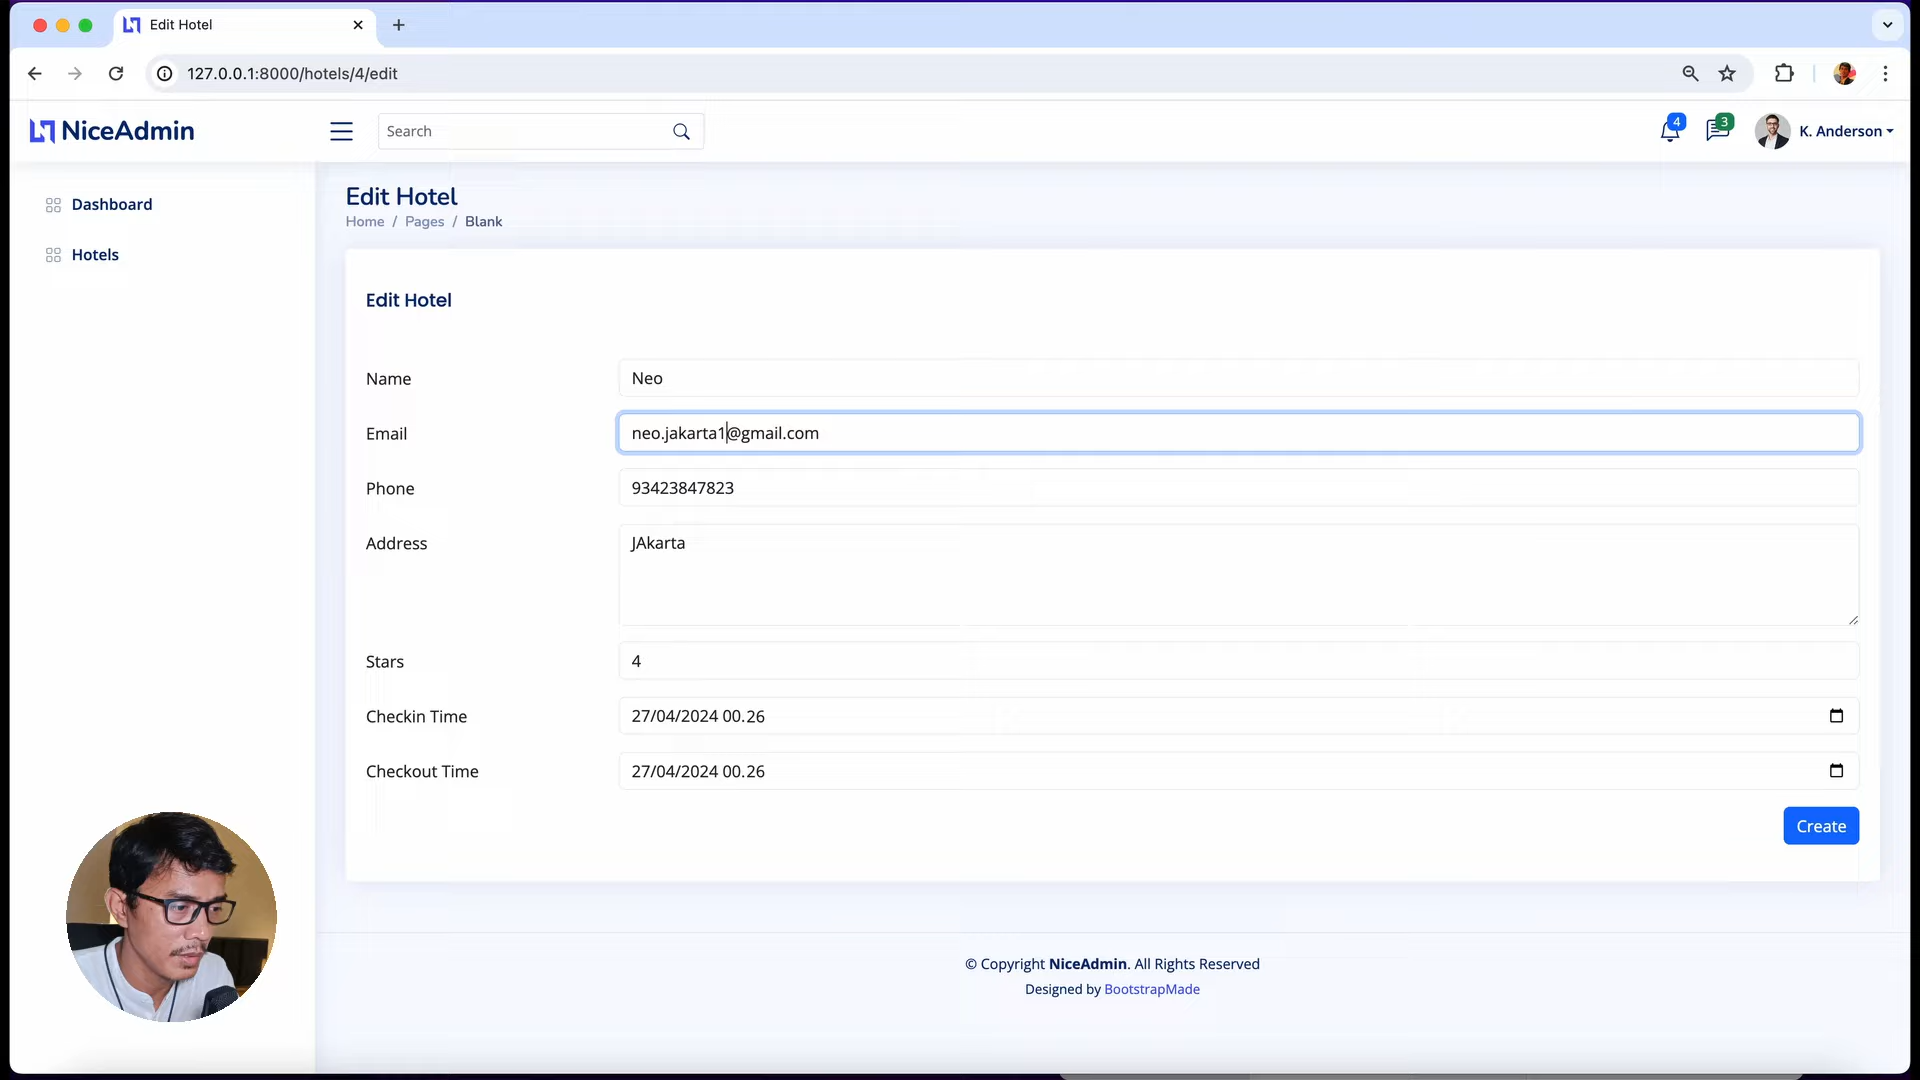 Edit Hotel
127.0.0.1:8000/hotels/4/edit
NiceAdmin
Search
4
3
K. Anderson
Dashboard
Hotels
Edit Hotel
Home / Pages / Blank
Edit Hotel
Name
Neo
Email
neo.jakarta1@gmail.com
Phone
93423847823
Address
JAkarta
Stars
4
Checkin Time
27/04/2024 00.26
Checkout Time
27/04/2024 00.26
Create
© Copyright NiceAdmin. All Rights Reserved
Designed by BootstrapMade